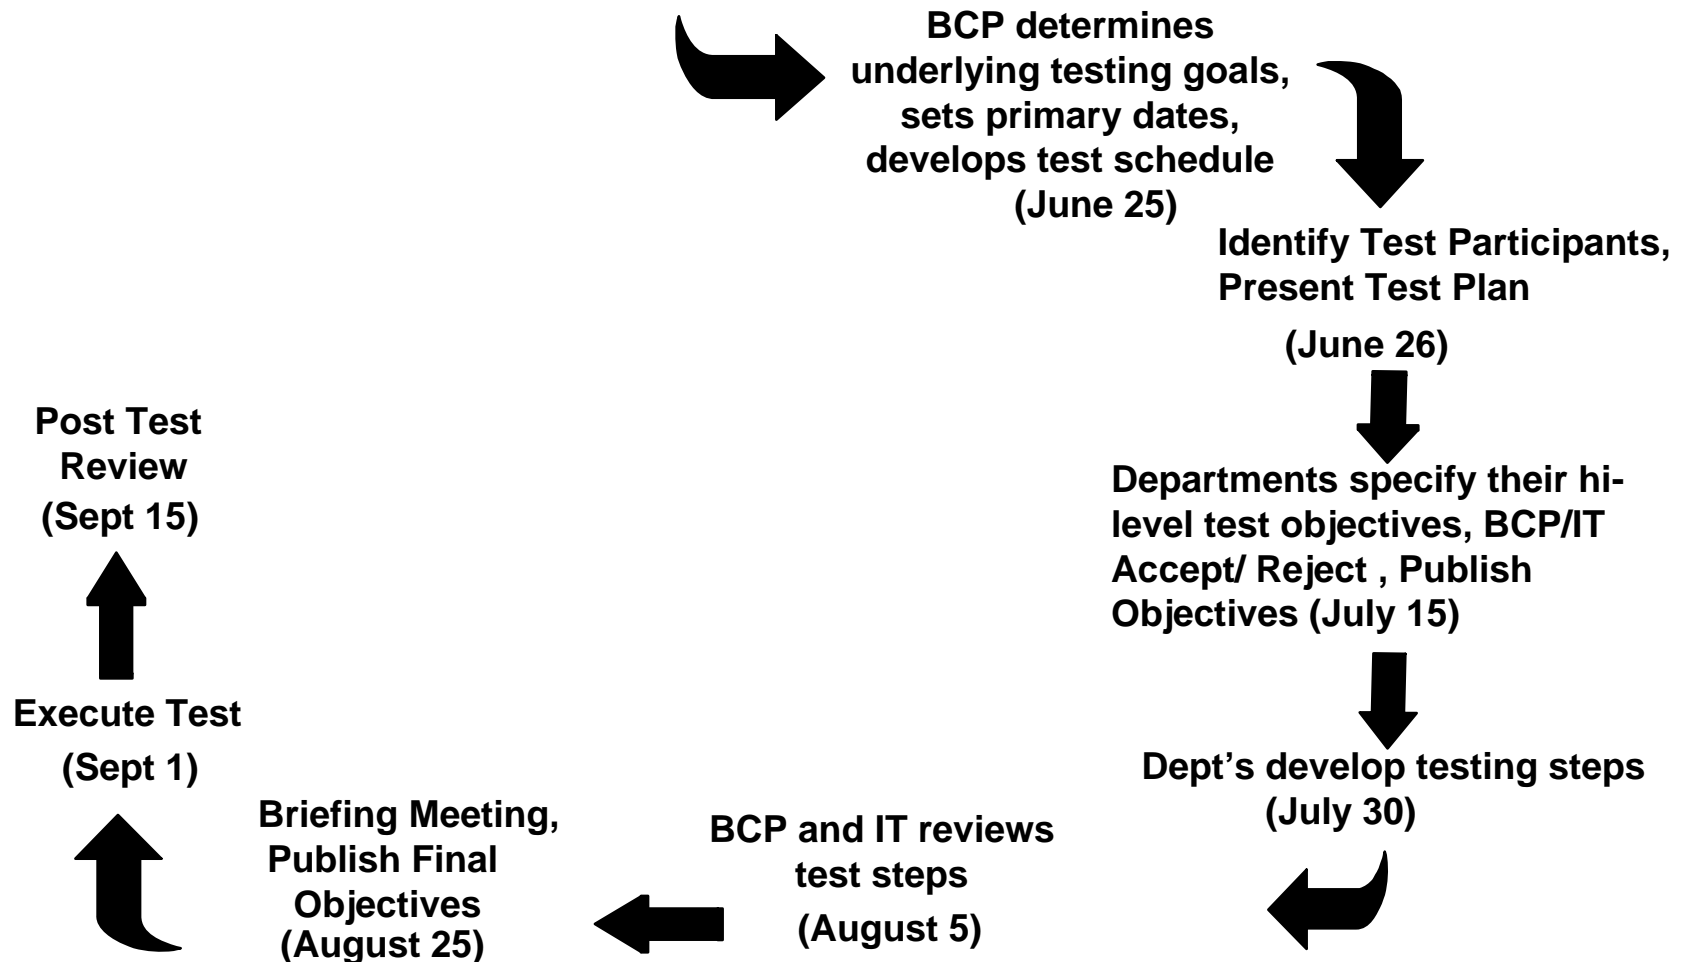 BCP determines
underlying testing goals,
sets primary dates,
develops test schedule
(June 25)
Identify Test Participants,
Present Test Plan
(June 26)
Departments specify their hi-
level test objectives, BCP/IT
Accept/ Reject , Publish
Objectives (July 15)
Dept’s develop testing steps
(July 30)
BCP and IT reviews
test steps
(August 5)
Briefing Meeting,
Publish Final
Objectives
(August 25)
Execute Test
(Sept 1)
Post Test
Review
(Sept 15)